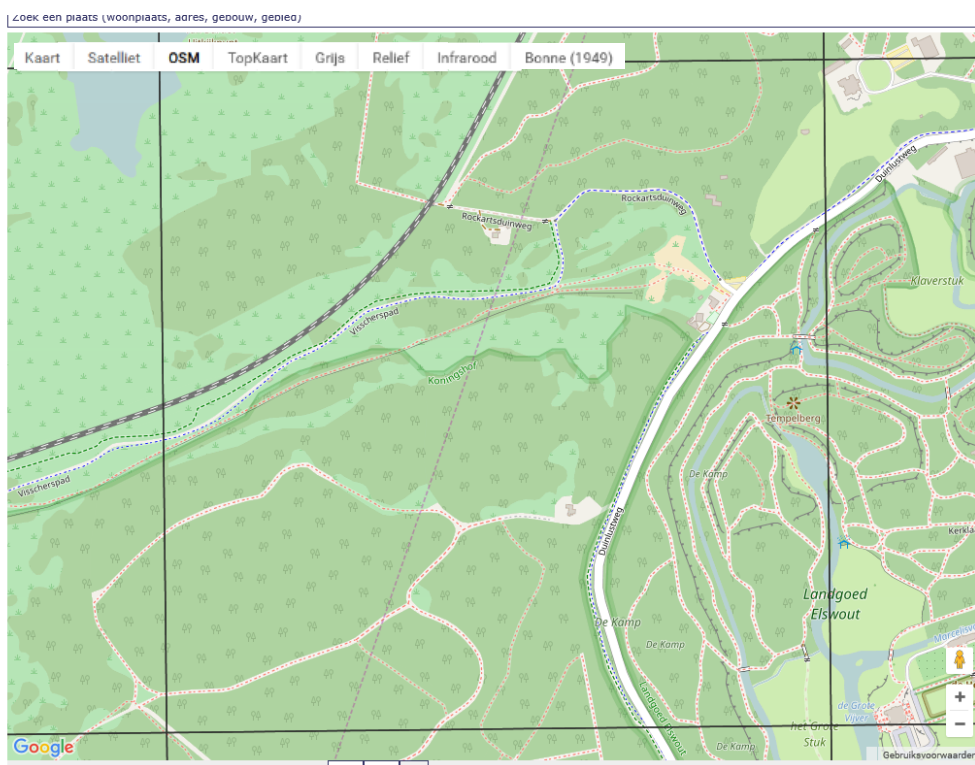 Zoek een plaats (woonplaats, adres, gebouw, gebied)
Kaart Satelliet OSM TopKaart Grijs Relief Infrarood Bonne (1949)
Duinlustweg
Rockartsduinweg
Rockartsduinweg
Klaverstuk
Visscherspad
Koningshof
Tempelberg
De Kamp
Visscherspad
Duinlustweg
Kerkla
Landgoed
Elswout
De Kamp
De Kamp
Landgoed Elswout
de Grote
Vijver
het Grote
Stuk
De Kamp
+
−
Google
Gebruiksvoorwaarden